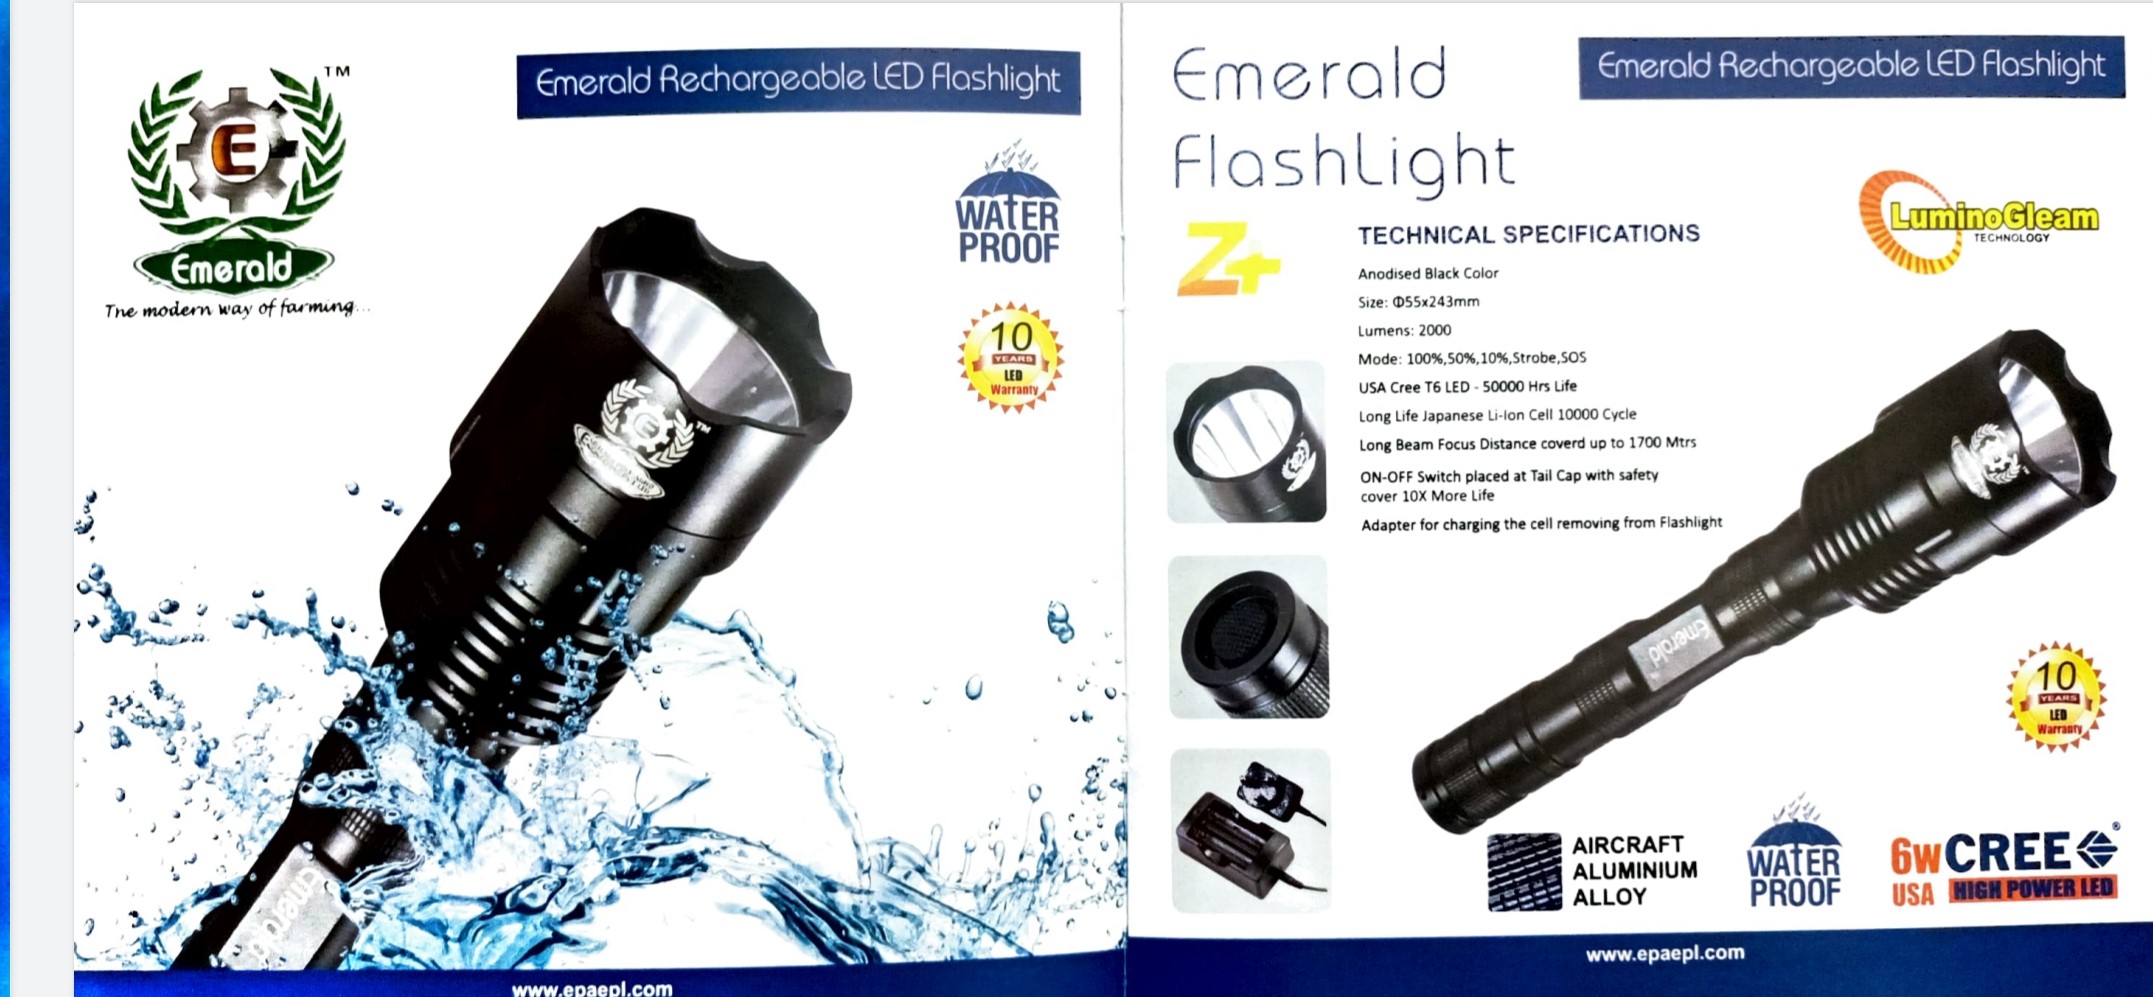 TM
E
Emerald
The modern way of farming...
Emerald Rechargeable LED Flashlight
WATER
PROOF
10
YEARS
LED
Warranty
E
TM
Emerald
www.epaepl.com
Emerald
FlashLight
Emerald Rechargeable LED Flashlight
LuminoGleam
TECHNOLOGY
Z+
TECHNICAL SPECIFICATIONS
Anodised Black Color
Size: Φ55x243mm
Lumens: 2000
Mode: 100%,50%,10%,Strobe,SOS
USA Cree T6 LED - 50000 Hrs Life
Long Life Japanese Li-Ion Cell 10000 Cycle
Long Beam Focus Distance coverd up to 1700 Mtrs
ON-OFF Switch placed at Tail Cap with safety
cover 10X More Life
Adapter for charging the cell removing from Flashlight
Emerald
10
YEARS
LED
Warranty
AIRCRAFT
ALUMINIUM
ALLOY
WATER
PROOF
6w CREE ®
USA HIGH POWER LED
www.epaepl.com